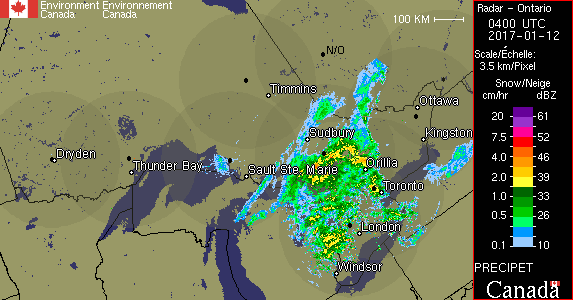 Environment Environnement
Canada Canada
100 KM
N/O
Timmins
Ottawa
Sudbury
Kingston
Dryden
Thunder Bay
Sault Ste. Marie
Orillia
Toronto
London
Windsor
Radar - Ontario
0400 UTC
2017-01-12
Scale/Échelle:
3.5 km/Pixel
Snow/Neige
cm/hr dBZ
20 61
7.5 52
4.0 46
2.0 39
1.0 33
0.5 26
0.1 10
PRECIPET
Canada